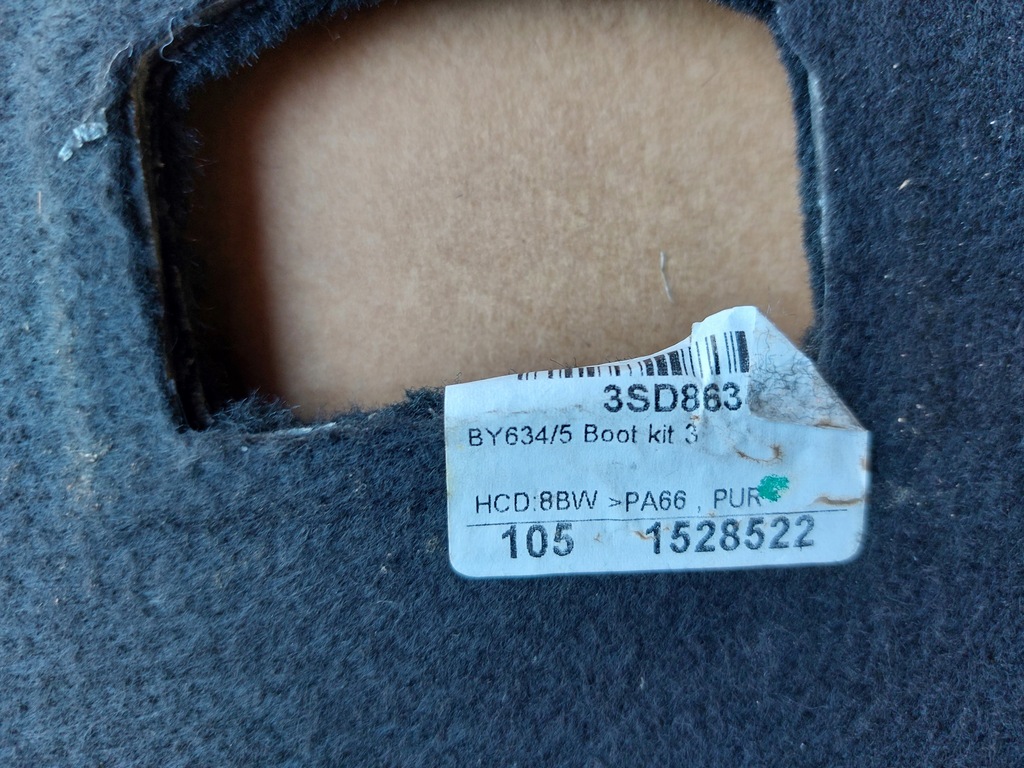 3SD863
BY634/5 Boot kit 3
HCD:8BW >PA66 , PUR
105 1528522